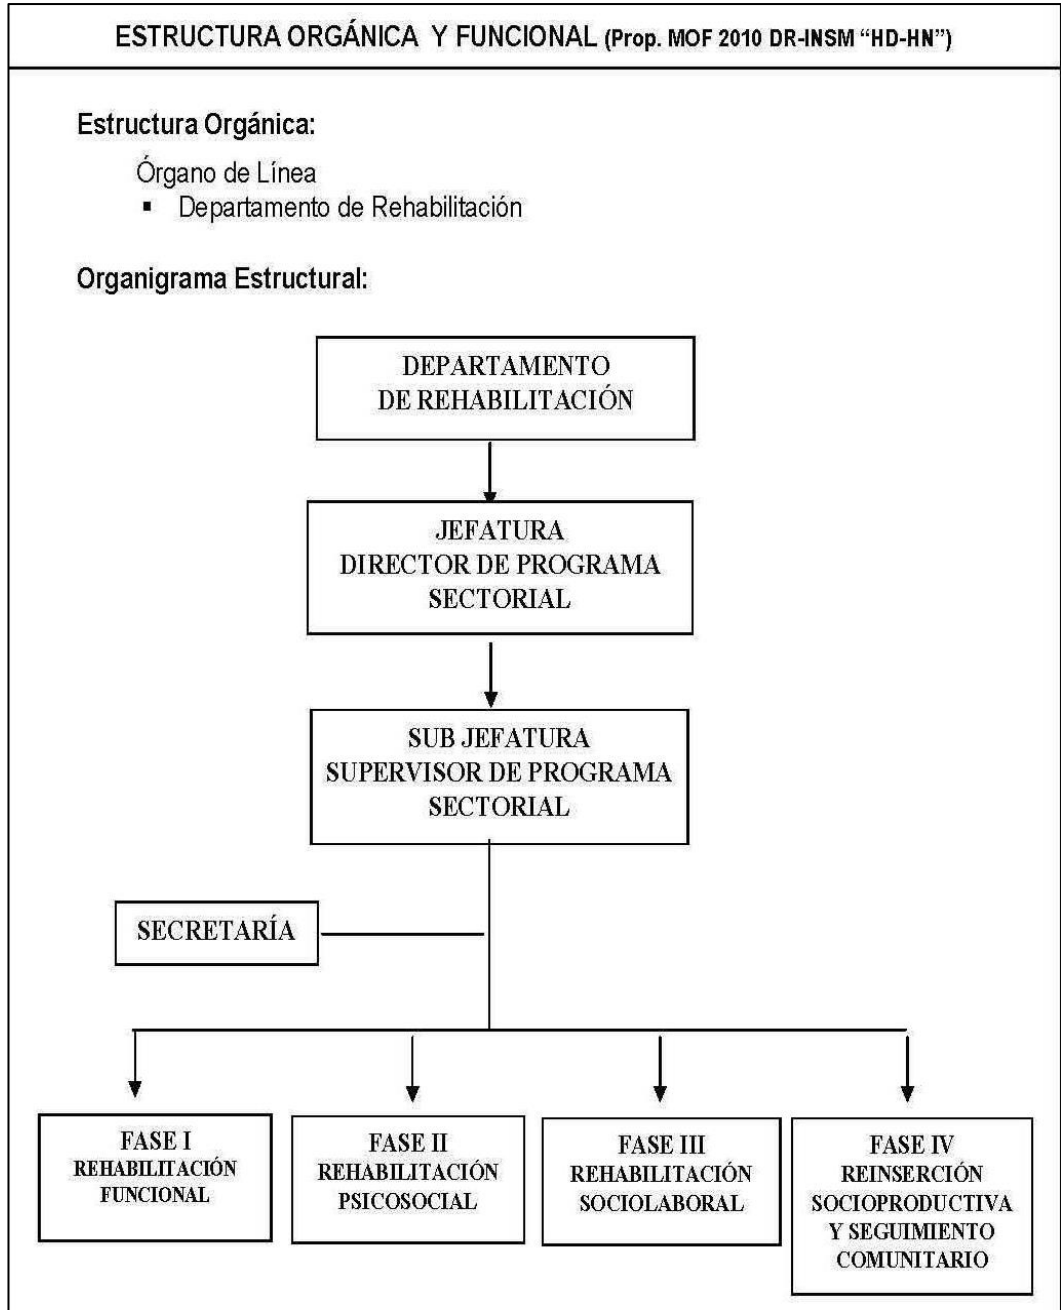 ESTRUCTURA ORGÁNICA Y FUNCIONAL (Prop. MOF 2010 DR-INSM “HD-HN”)
Estructura Orgánica:
Órgano de Línea
▪ Departamento de Rehabilitación
Organigrama Estructural:
DEPARTAMENTO
DE REHABILITACIÓN
JEFATURA
DIRECTOR DE PROGRAMA
SECTORIAL
SUB JEFATURA
SUPERVISOR DE PROGRAMA
SECTORIAL
SECRETARÍA
FASE I
REHABILITACIÓN
FUNCIONAL
FASE II
REHABILITACIÓN
PSICOSOCIAL
FASE III
REHABILITACIÓN
SOCIOLABORAL
FASE IV
REINSERCIÓN
SOCIOPRODUCTIVA
Y SEGUIMIENTO
COMUNITARIO